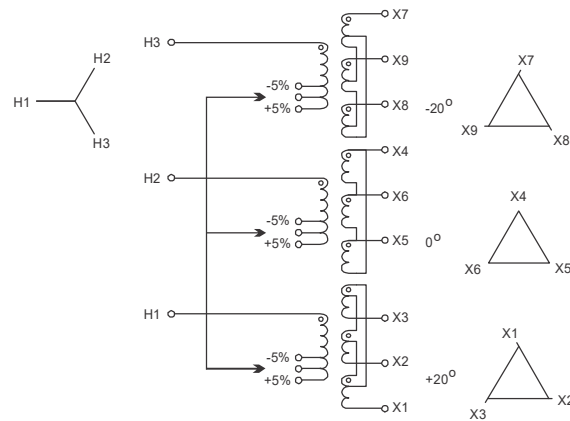 H2
H1
H3
H3
-5%
+5%
X7
X9
X8
-20°
X7
X9
X8
H2
-5%
+5%
X4
X6
X5
0°
X4
X6
X5
H1
-5%
+5%
X3
X2
X1
+20°
X1
X3
X2